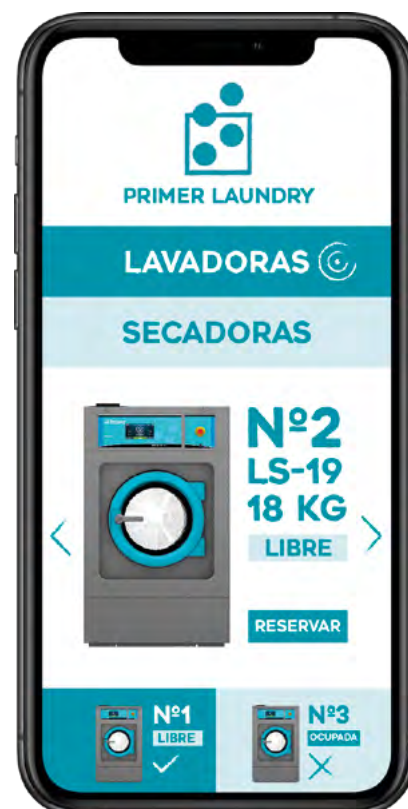 PRIMER LAUNDRY
LAVADORAS
SECADORAS
Nº2
LS-19
18 KG
LIBRE
RESERVAR
Nº1
LIBRE
Nº3
OCUPADA